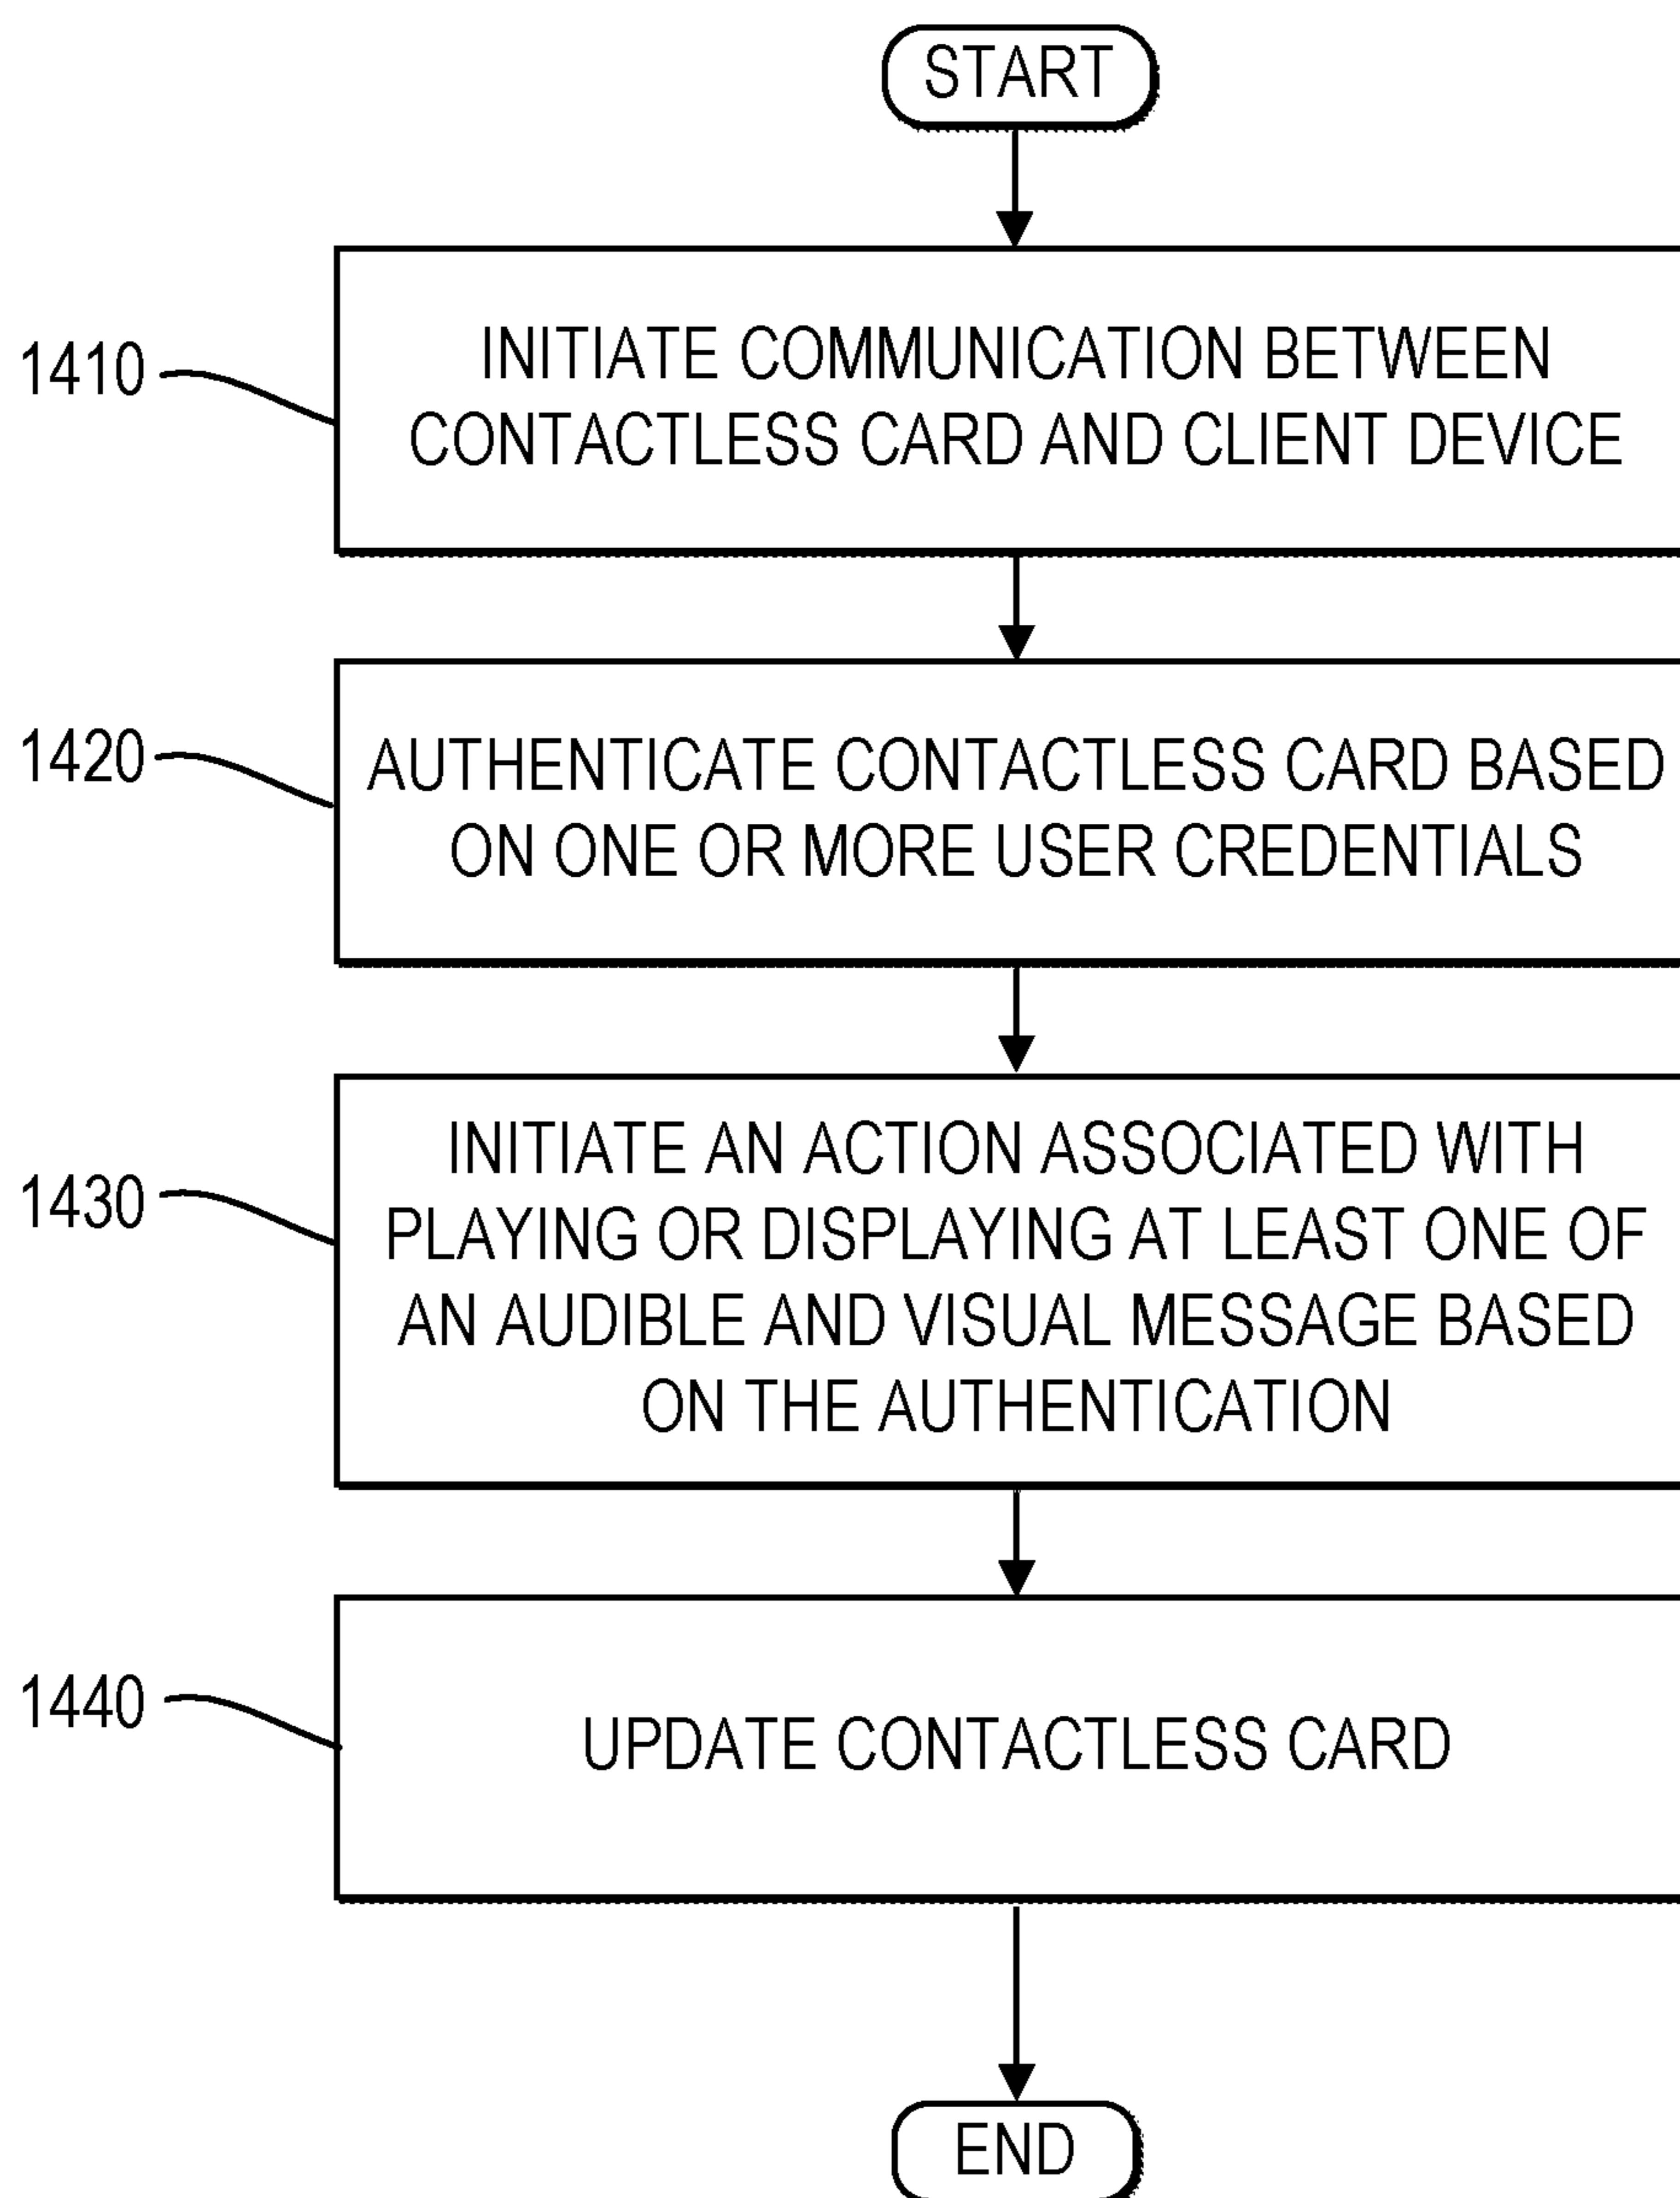 START
1410
INITIATE COMMUNICATION BETWEEN
CONTACTLESS CARD AND CLIENT DEVICE
1420
AUTHENTICATE CONTACTLESS CARD BASED
ON ONE OR MORE USER CREDENTIALS
1430
INITIATE AN ACTION ASSOCIATED WITH
PLAYING OR DISPLAYING AT LEAST ONE OF
AN AUDIBLE AND VISUAL MESSAGE BASED
ON THE AUTHENTICATION
1440
UPDATE CONTACTLESS CARD
END